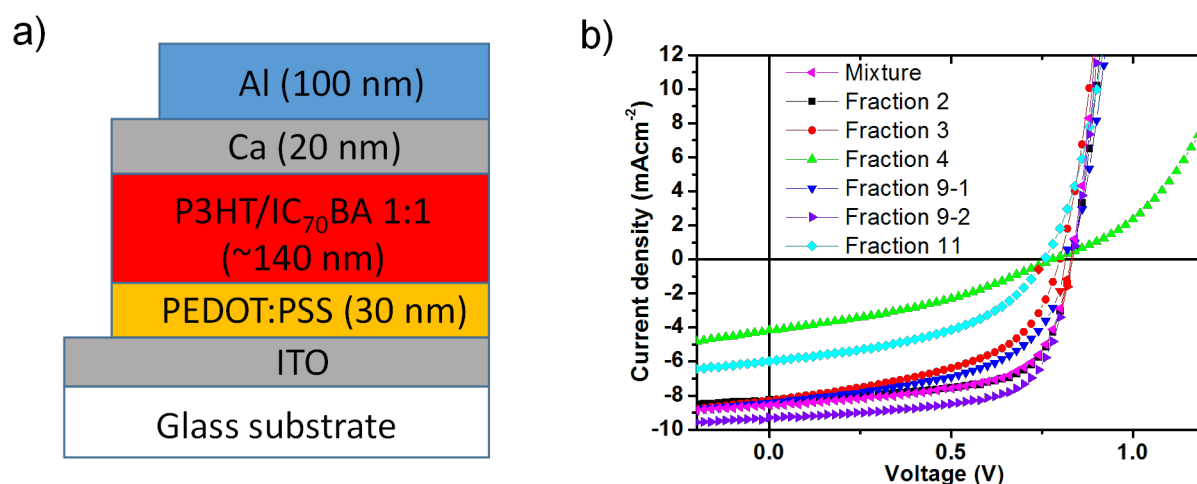 a)
Al (100 nm)
Ca (20 nm)
P3HT/IC₇₀BA 1:1
(~140 nm)
PEDOT:PSS (30 nm)
ITO
Glass substrate
b)
Current density (mAcm⁻²)
12
10
8
6
4
2
0
-2
-4
-6
-8
-10
Mixture
Fraction 2
Fraction 3
Fraction 4
Fraction 9-1
Fraction 9-2
Fraction 11
0.0 0.5 1.0
Voltage (V)